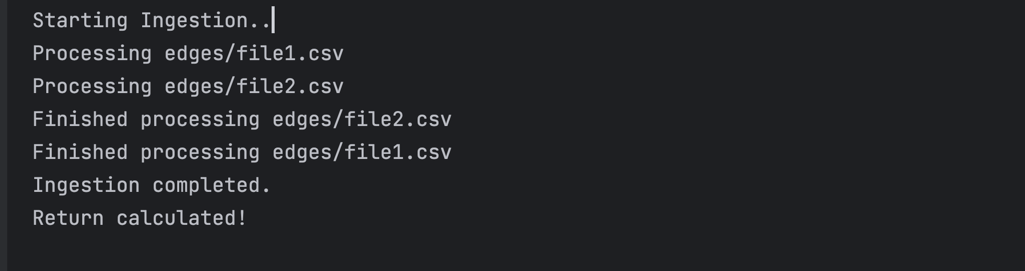 Starting Ingestion..
Processing edges/file1.csv
Processing edges/file2.csv
Finished processing edges/file2.csv
Finished processing edges/file1.csv
Ingestion completed.
Return calculated!